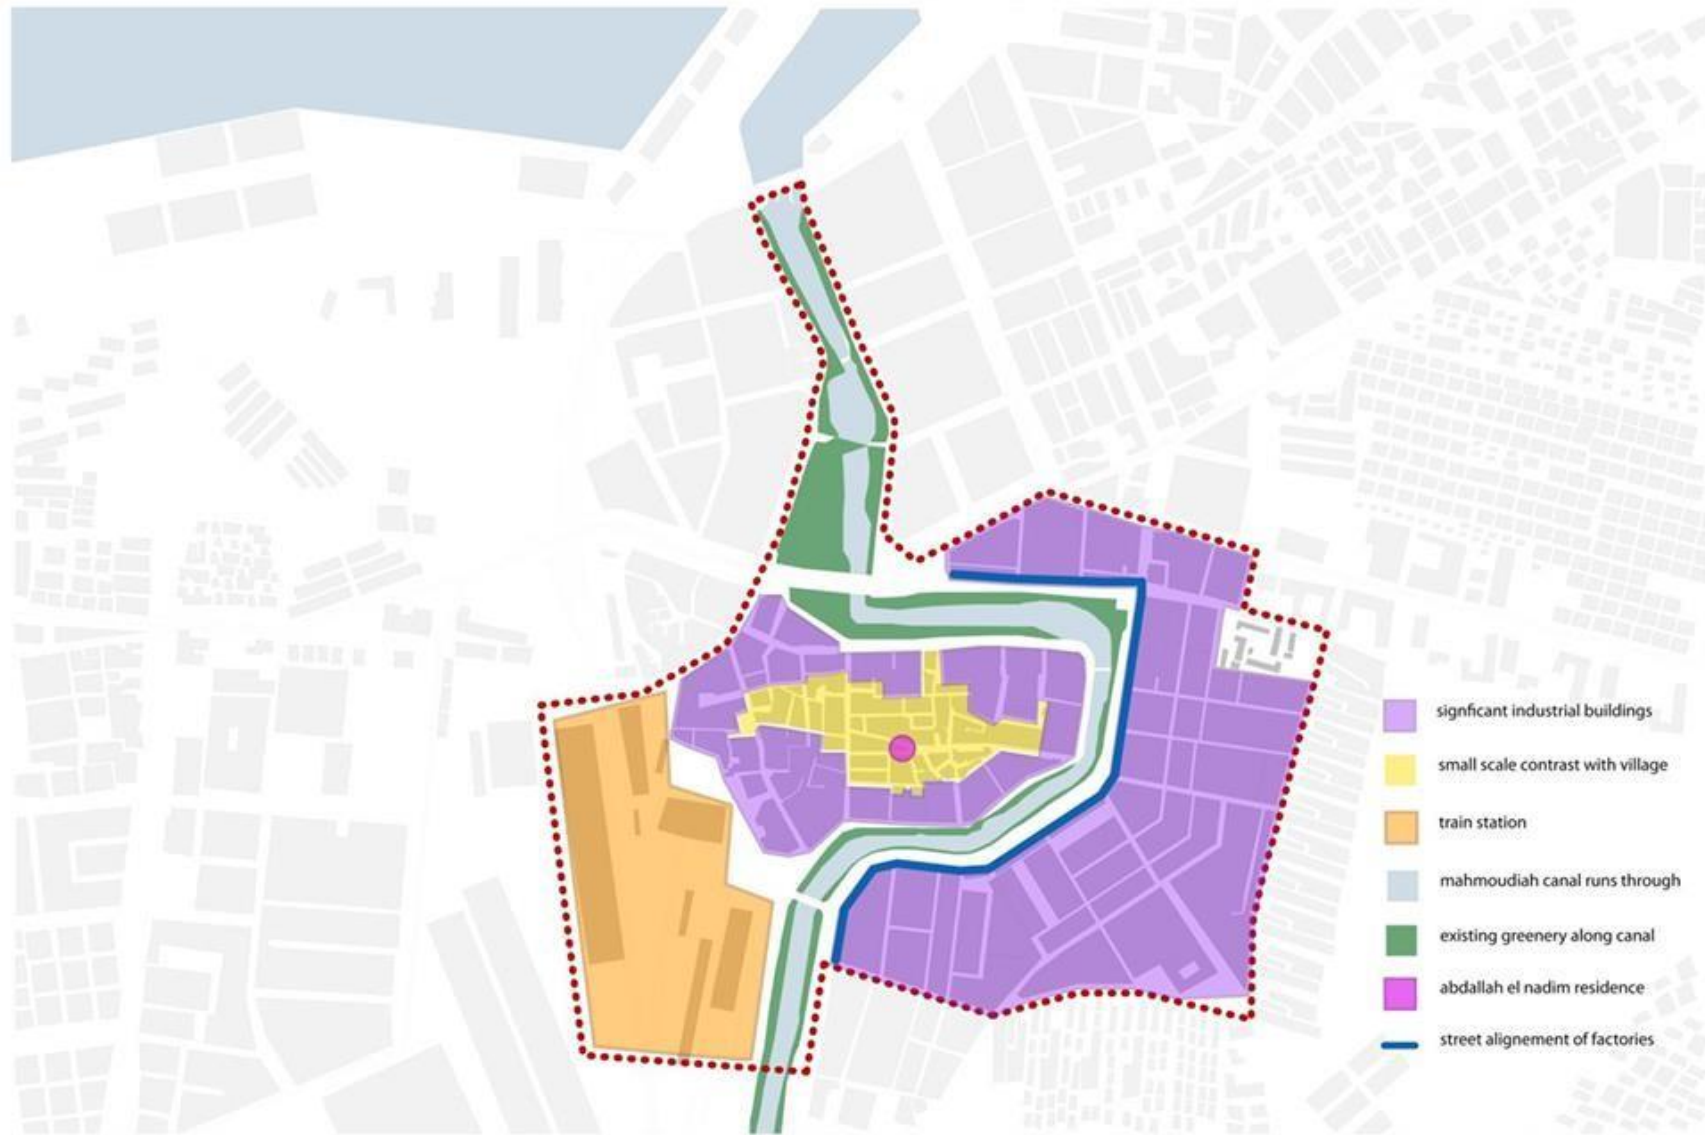 signficant industrial buildings
small scale contrast with village
train station
mahmoudiah canal runs through
existing greenery along canal
abdallah el nadim residence
street alignement of factories